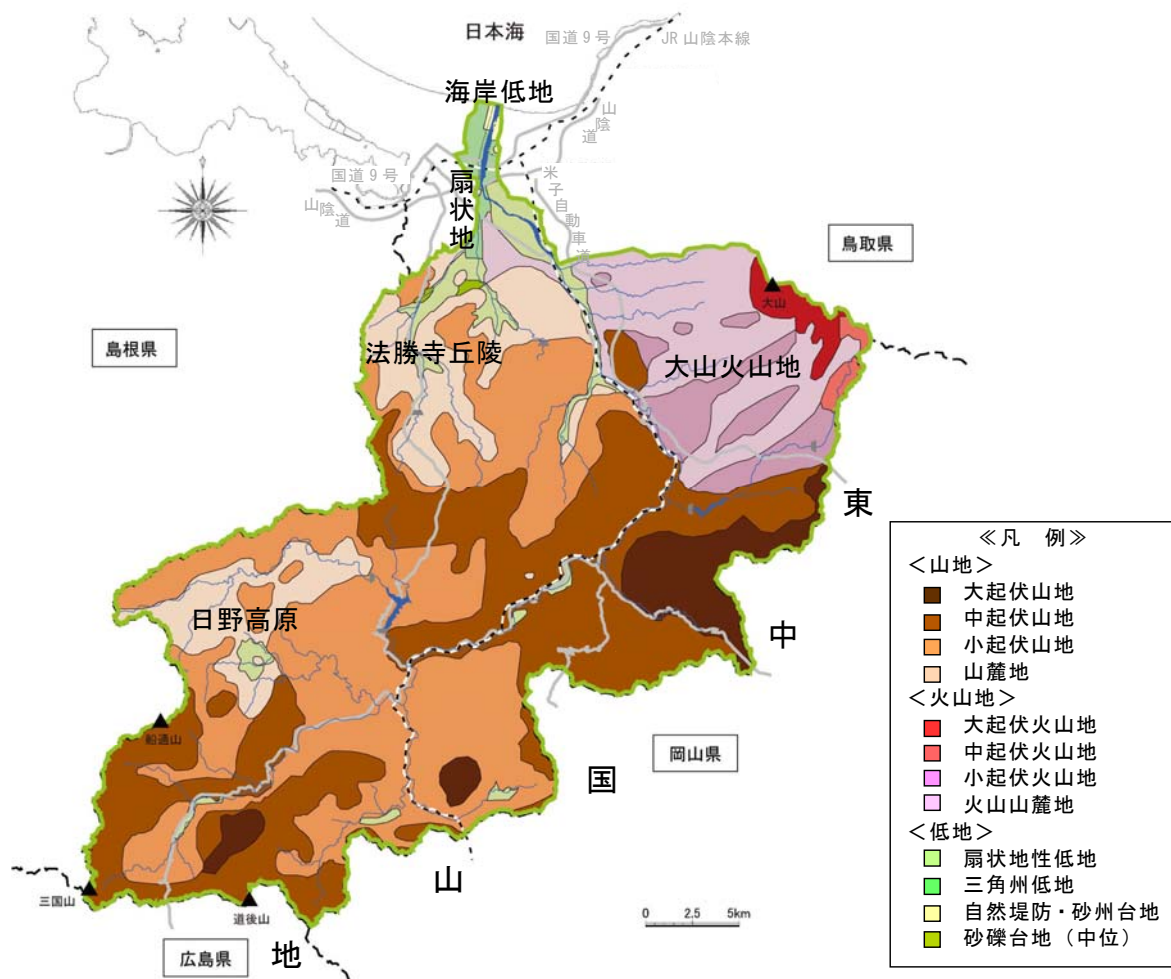 日本海
国道9号
JR山陰本線
海岸低地
山陰道
国道9号
山陰道
扇状地
米子自動車道
鳥取県
大山
島根県
法勝寺丘陵
大山火山地
東
中
国
山
地
日野高原
船通山
岡山県
三国山
道後山
広島県
0 2.5 5km
≪凡 例≫
<山地>
大起伏山地
中起伏山地
小起伏山地
山麓地
<火山地>
大起伏火山地
中起伏火山地
小起伏火山地
火山山麓地
<低地>
扇状地性低地
三角州低地
自然堤防・砂州台地
砂礫台地（中位）